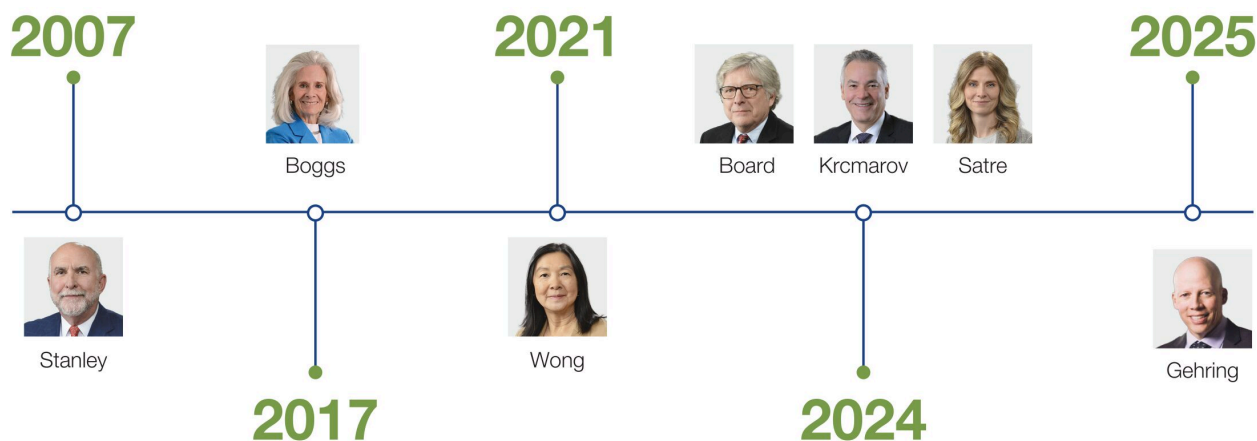 2007
2021
2025
Boggs
Board
Krcmarov
Satre
Stanley
Wong
Gehring
2017
2024